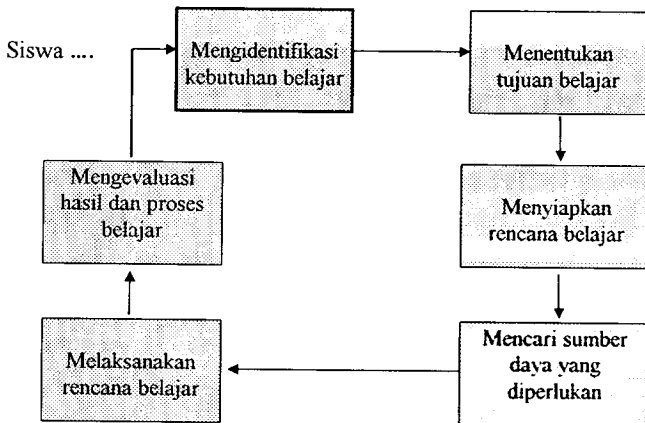 Siswa ....
Mengidentifikasi
kebutuhan belajar
Menentukan
tujuan belajar
Menyiapkan
rencana belajar
Mencari sumber
daya yang
diperlukan
Melaksanakan
rencana belajar
Mengevaluasi
hasil dan proses
belajar